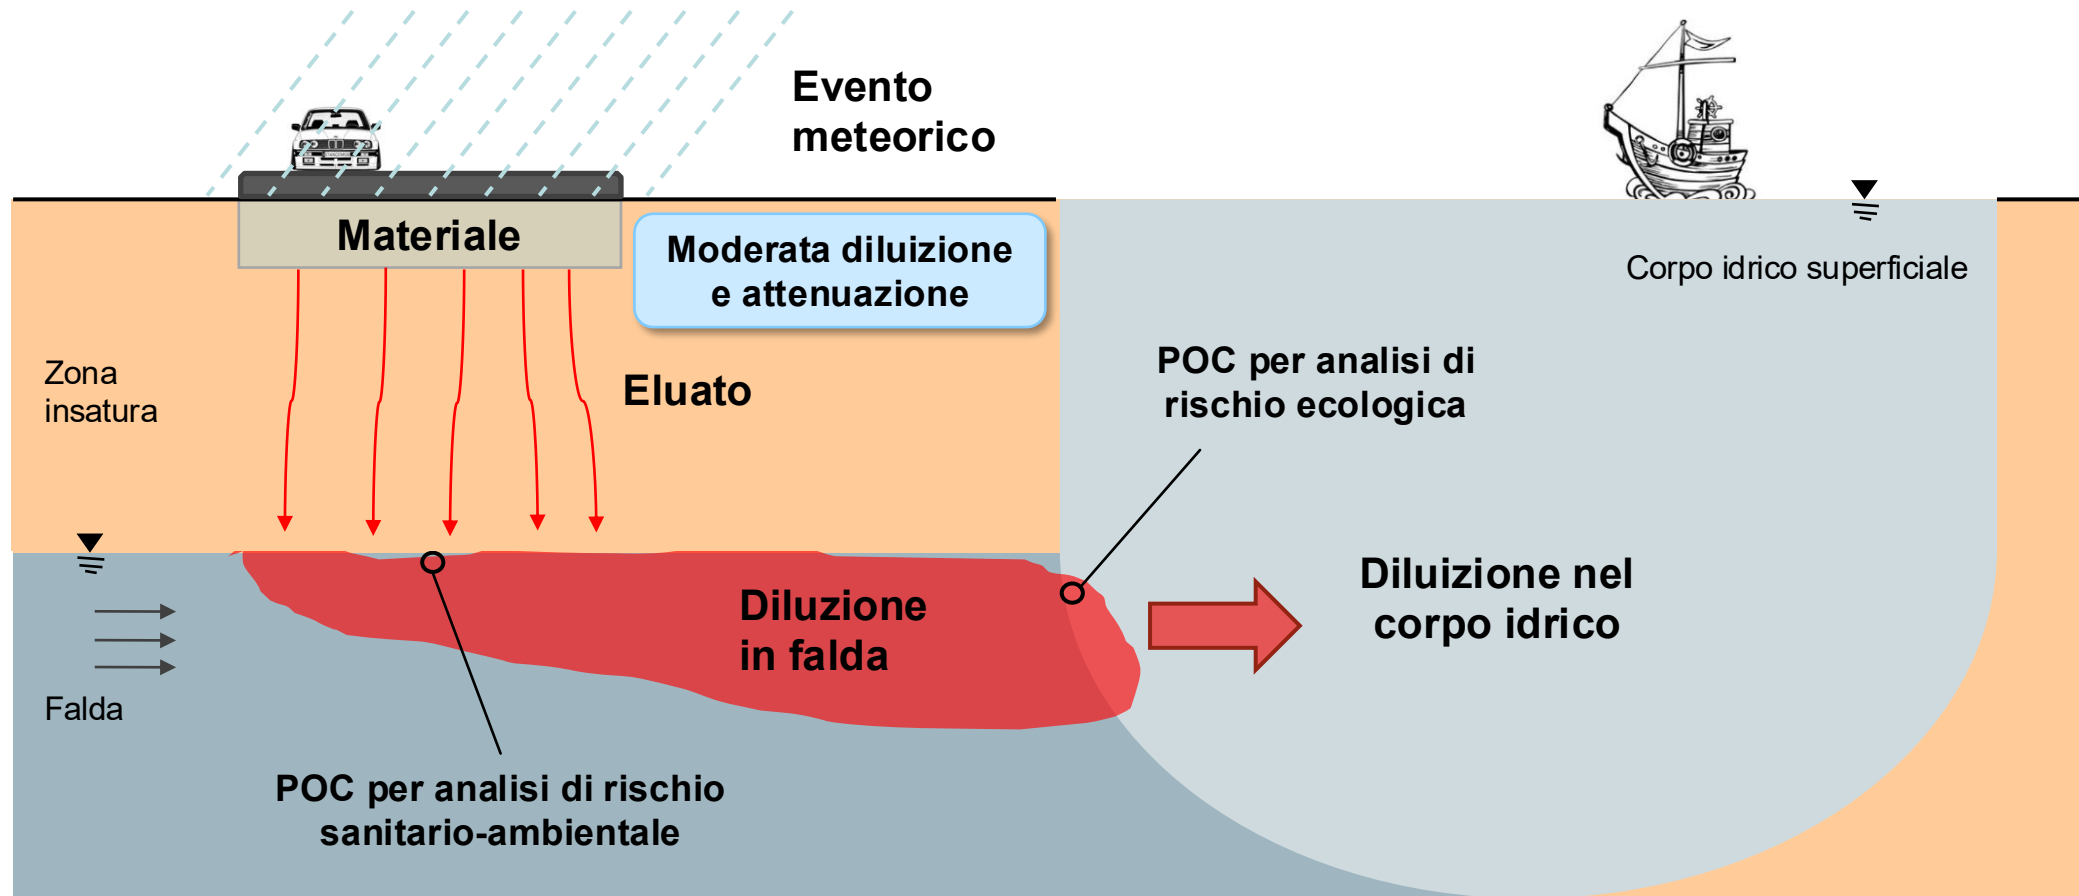 Evento
meteorico
Materiale
Moderata diluizione
e attenuazione
Corpo idrico superficiale
Zona
insatura
Eluato
POC per analisi di
rischio ecologica
Diluzione
in falda
Diluizione nel
corpo idrico
Falda
POC per analisi di rischio
sanitario-ambientale